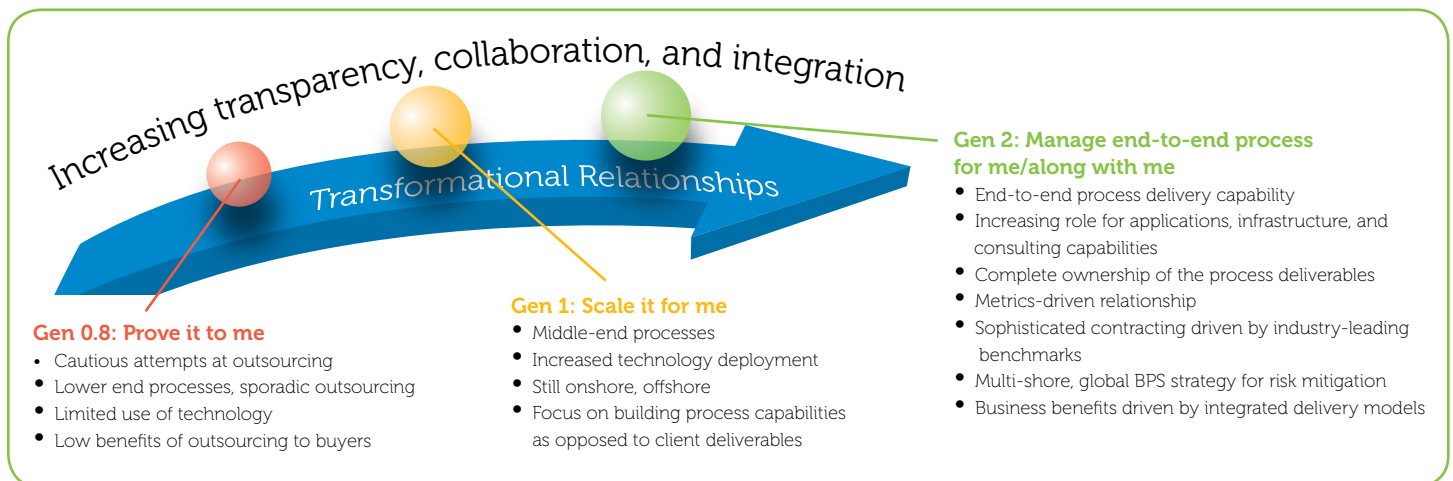 Increasing transparency, collaboration, and integration
Transformational Relationships
Gen 0.8: Prove it to me
• Cautious attempts at outsourcing
• Lower end processes, sporadic outsourcing
• Limited use of technology
• Low benefits of outsourcing to buyers
Gen 1: Scale it for me
• Middle-end processes
• Increased technology deployment
• Still onshore, offshore
• Focus on building process capabilities
as opposed to client deliverables
Gen 2: Manage end-to-end process
for me/along with me
• End-to-end process delivery capability
• Increasing role for applications, infrastructure, and
consulting capabilities
• Complete ownership of the process deliverables
• Metrics-driven relationship
• Sophisticated contracting driven by industry-leading
benchmarks
• Multi-shore, global BPS strategy for risk mitigation
• Business benefits driven by integrated delivery models